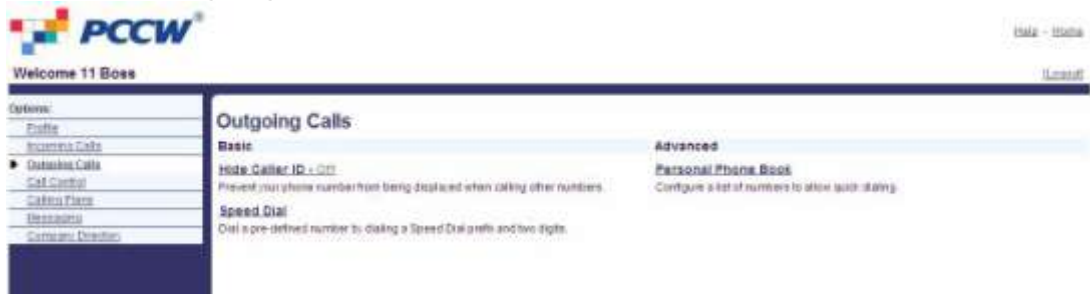 PCCW®
Help - Home
Welcome 11 Boss
[Logout]
Options:
Profile
Incoming Calls
Outgoing Calls
Call Control
Calling Plans
Messaging
Outgoing Calls
Basic
Hide Caller ID - Off
Prevent your phone number from being displayed when calling other numbers.
Speed Dial
Dial a pre-defined number by dialing a Speed Dial prefix and two digits.
Advanced
Personal Phone Book
Configure a list of numbers to allow quick dialing.